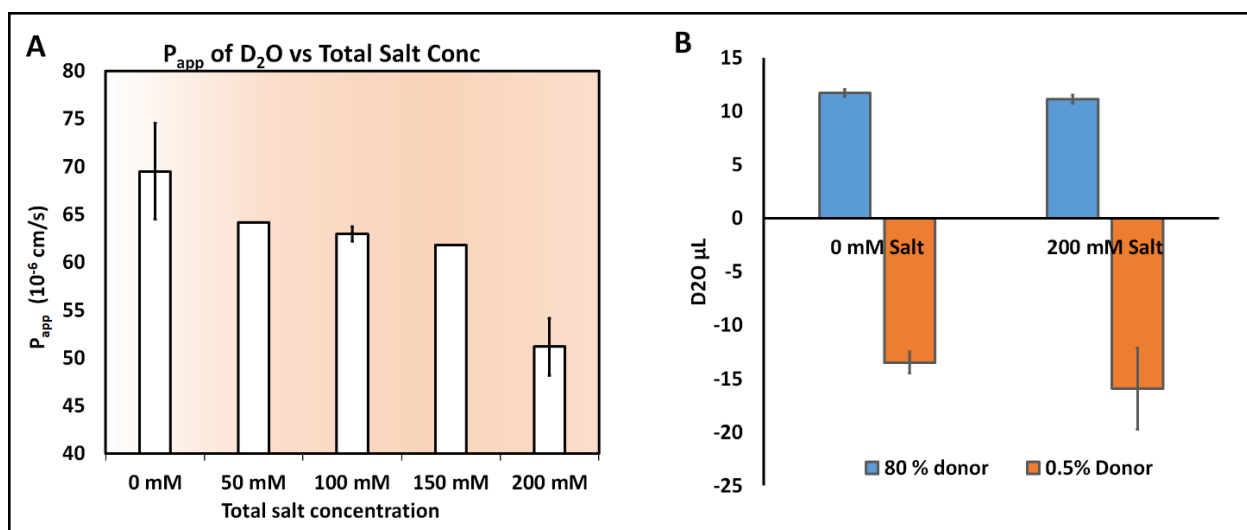 A
P_app of D₂O vs Total Salt Conc
80
75
70
65
60
55
50
45
40
P_app (10⁻⁶ cm/s)
0 mM 50 mM 100 mM 150 mM 200 mM
Total salt concentration
B
15
10
5
0
-5
-10
-15
-20
-25
D2O µL
0 mM Salt 200 mM Salt
80 % donor 0.5% Donor